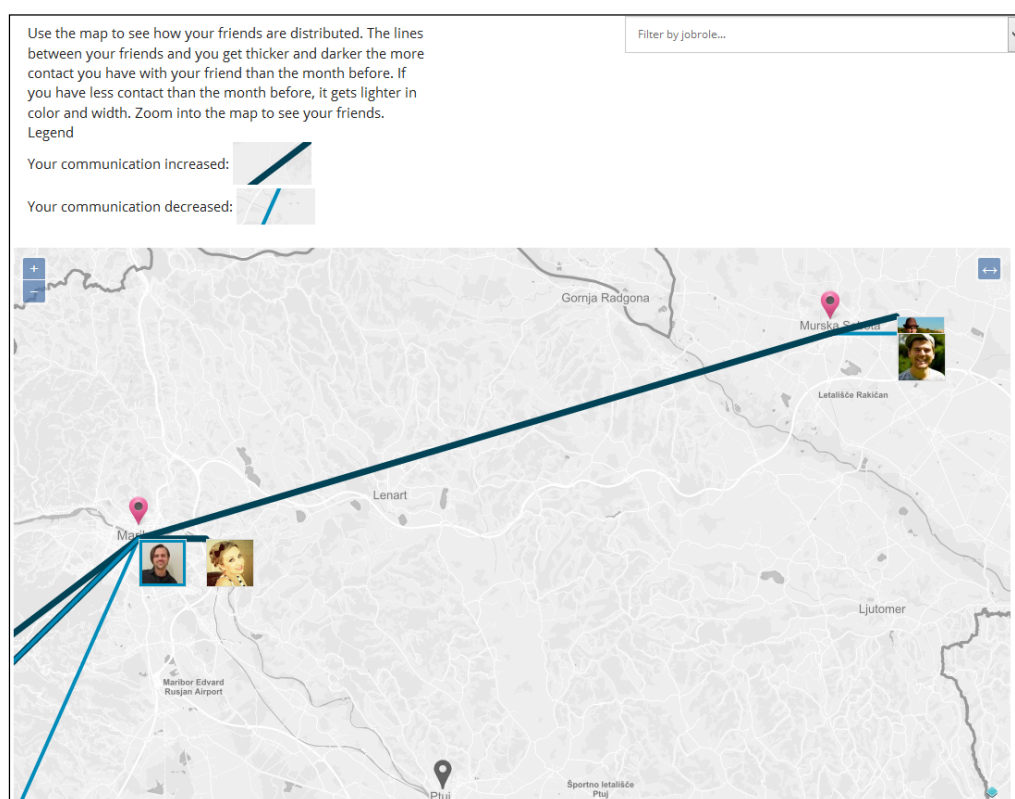 Use the map to see how your friends are distributed. The lines
between your friends and you get thicker and darker the more
contact you have with your friend than the month before. If
you have less contact than the month before, it gets lighter in
color and width. Zoom into the map to see your friends.
Legend
Your communication increased:
Your communication decreased:
Filter by jobrole...
+
−
↔
Gornja Radgona
Murska
Letališče Rakičan
Lenart
Ljutomer
Maribor Edvard
Rusjan Airport
Športno letališče
Ptuj
Ptuj